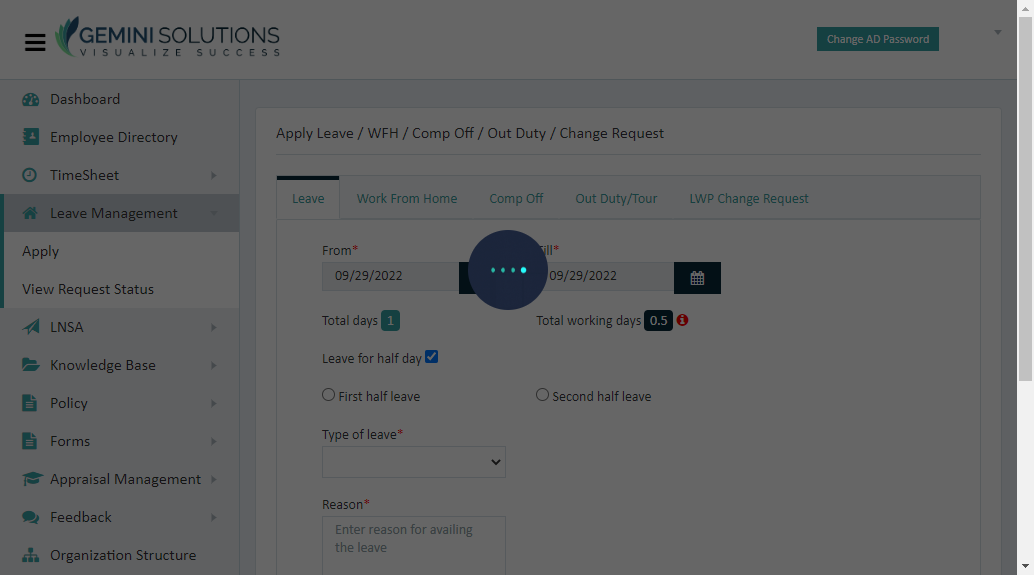 GEMINI SOLUTIONS
VISUALIZE SUCCESS
Change AD Password
Dashboard
Employee Directory
TimeSheet
Leave Management
Apply
View Request Status
LNSA
Knowledge Base
Policy
Forms
Appraisal Management
Feedback
Organization Structure
Apply Leave / WFH / Comp Off / Out Duty / Change Request
Leave Work From Home Comp Off Out Duty/Tour LWP Change Request
From* Till*
09/29/2022 09/29/2022
Total days 1 Total working days 0.5
Leave for half day
First half leave Second half leave
Type of leave*
Reason*
Enter reason for availing
the leave